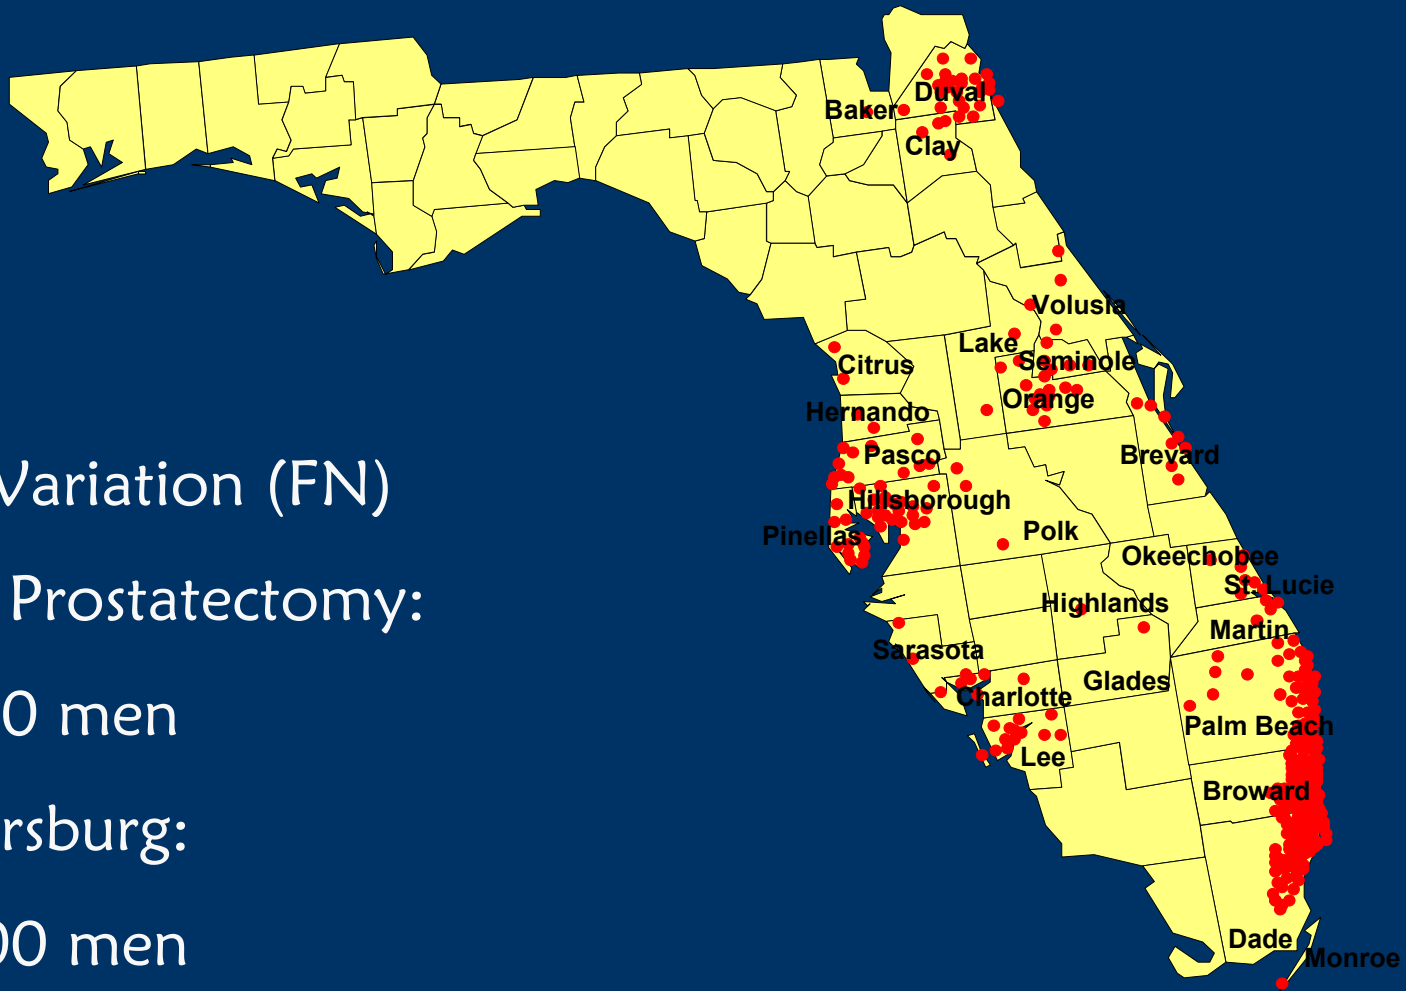 Variation (FN)
Prostatectomy:
0 men
rsburg:
00 men
Duval
Baker
Clay
Volusia
Lake
Seminole
Citrus
Orange
Hernando
Pasco
Brevard
Hillsborough
Pinellas
Polk
Okeechobee
St. Lucie
Highlands
Martin
Sarasota
Glades
Charlotte
Palm Beach
Lee
Broward
Dade
Monroe